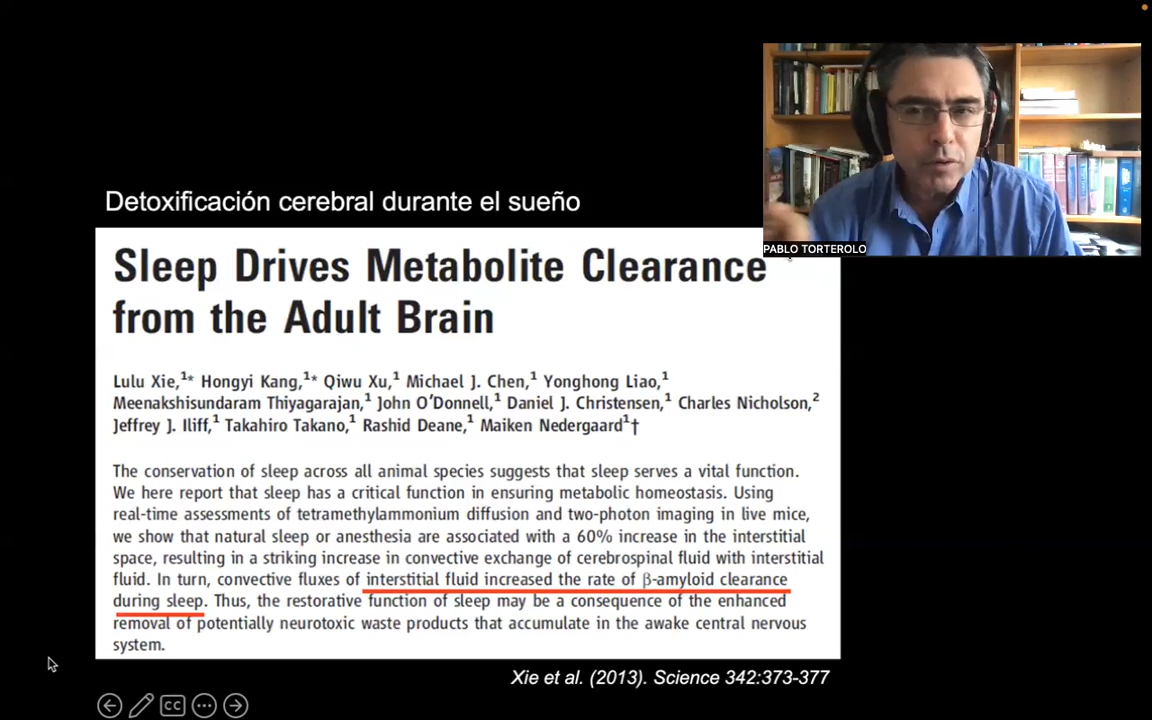 PABLO TORTEROLO
Detoxificación cerebral durante el sueño
Sleep Drives Metabolite Clearance
from the Adult Brain
Lulu Xie,¹* Hongyi Kang,¹* Qiwu Xu,¹ Michael J. Chen,¹ Yonghong Liao,¹
Meenakshisundaram Thiyagarajan,¹ John O'Donnell,¹ Daniel J. Christensen,¹ Charles Nicholson,²
Jeffrey J. Iliff,¹ Takahiro Takano,¹ Rashid Deane,¹ Maiken Nedergaard¹†
The conservation of sleep across all animal species suggests that sleep serves a vital function.
We here report that sleep has a critical function in ensuring metabolic homeostasis. Using
real-time assessments of tetramethylammonium diffusion and two-photon imaging in live mice,
we show that natural sleep or anesthesia are associated with a 60% increase in the interstitial
space, resulting in a striking increase in convective exchange of cerebrospinal fluid with interstitial
fluid. In turn, convective fluxes of interstitial fluid increased the rate of β-amyloid clearance
during sleep. Thus, the restorative function of sleep may be a consequence of the enhanced
removal of potentially neurotoxic waste products that accumulate in the awake central nervous
system.
Xie et al. (2013). Science 342:373-377
CC